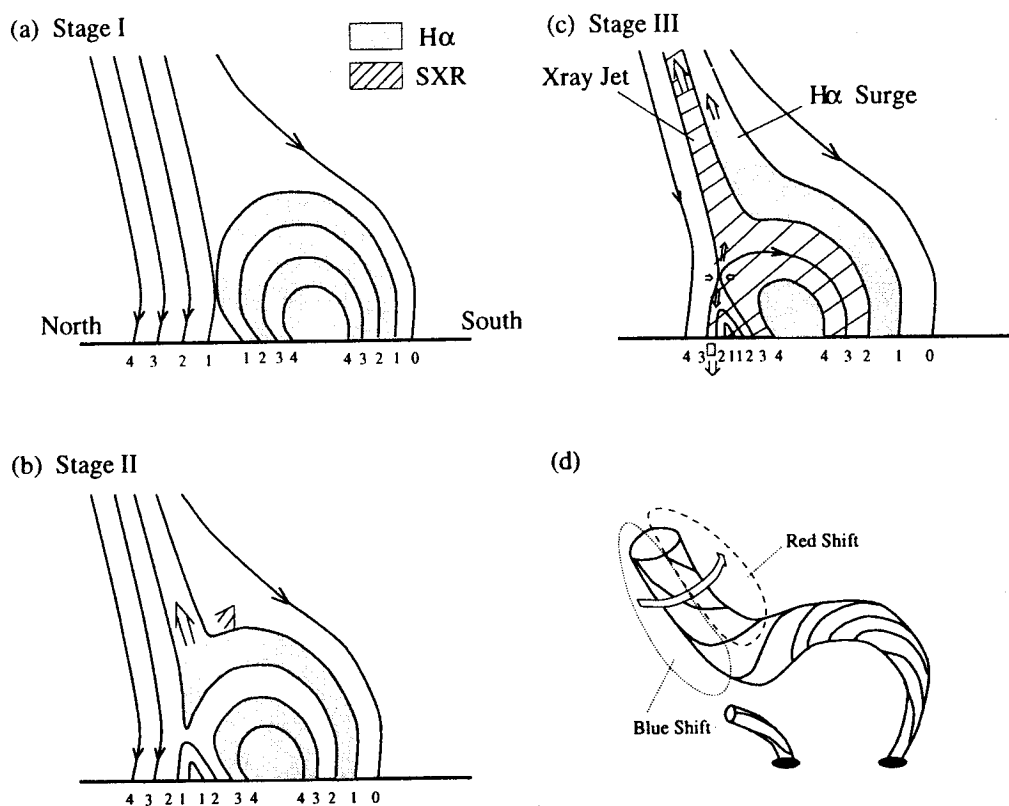 (a) Stage I
Hα
SXR
North
South
4 3 2 1 1 2 3 4 4 3 2 1 0
(c) Stage III
Xray Jet
Hα Surge
4 3 2 1 1 2 3 4 4 3 2 1 0
(b) Stage II
4 3 2 1 1 2 3 4 4 3 2 1 0
(d)
Red Shift
Blue Shift